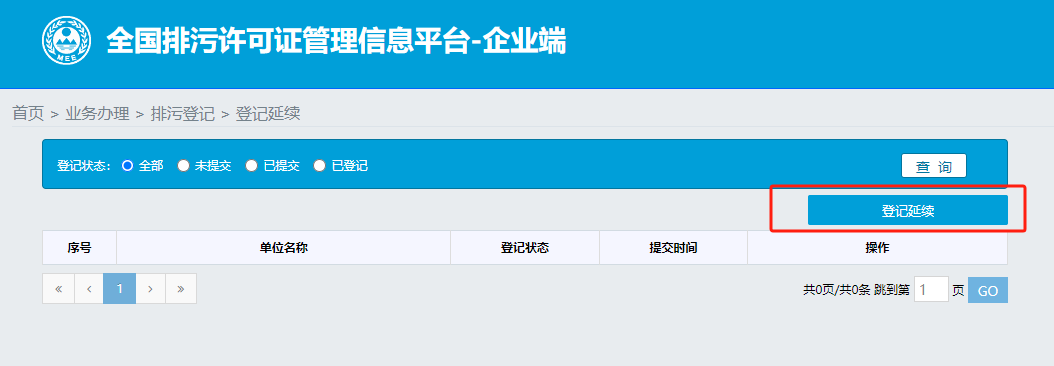 MEE
全国排污许可证管理信息平台-企业端
首页 > 业务办理 > 排污登记 > 登记延续
登记状态: 全部 未提交 已提交 已登记 查 询
登记延续
序号 单位名称 登记状态 提交时间 操作
« ‹ 1 › » 共0页/共0条 跳到第 1 页 GO